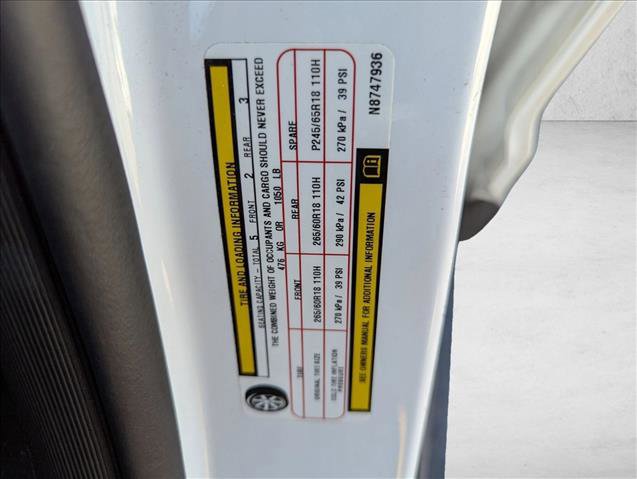 TIRE AND LOADING INFORMATION
SEATING CAPACITY - TOTAL 5 FRONT 2 REAR 3
THE COMBINED WEIGHT OF OCCUPANTS AND CARGO SHOULD NEVER EXCEED
476 KG OR 1050 LB
TIRE FRONT REAR SPARE
ORIGINAL TIRE SIZE 265/60R18 110H 265/60R18 110H P245/65R18 110H
COLD TIRE INFLATION PRESSURE 270 kPa / 39 PSI 290 kPa / 42 PSI 270 kPa / 39 PSI
SEE OWNERS MANUAL FOR ADDITIONAL INFORMATION
N8747936